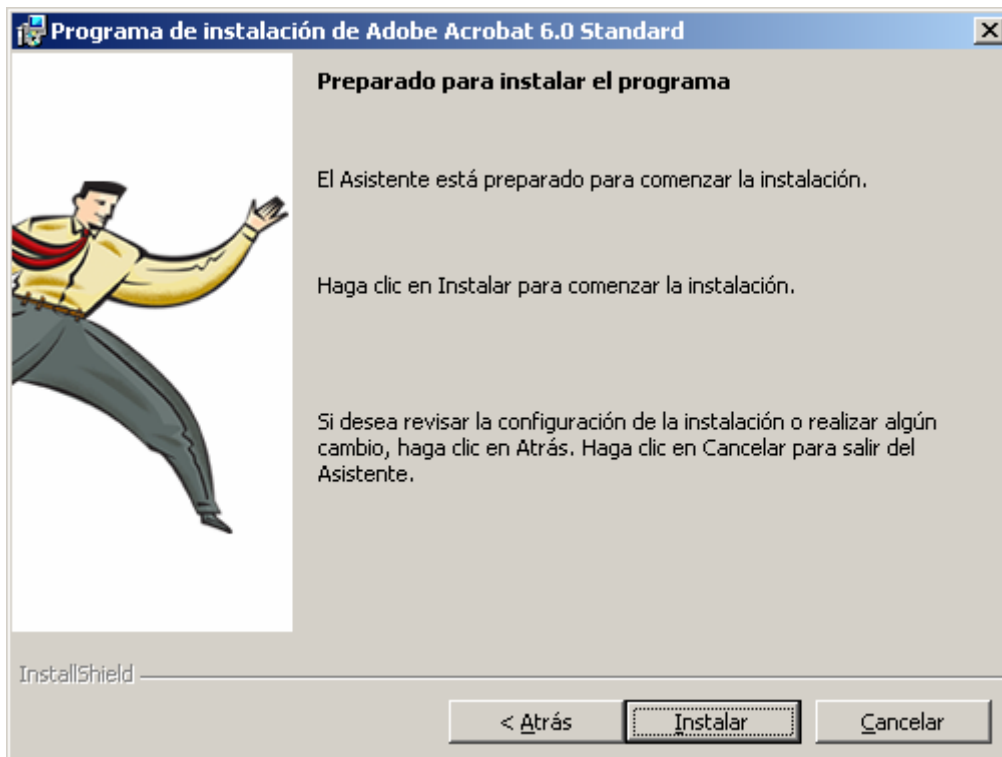 Programa de instalación de Adobe Acrobat 6.0 Standard
Preparado para instalar el programa
El Asistente está preparado para comenzar la instalación.
Haga clic en Instalar para comenzar la instalación.
Si desea revisar la configuración de la instalación o realizar algún
cambio, haga clic en Atrás. Haga clic en Cancelar para salir del
Asistente.
InstallShield
< Atrás
Instalar
Cancelar